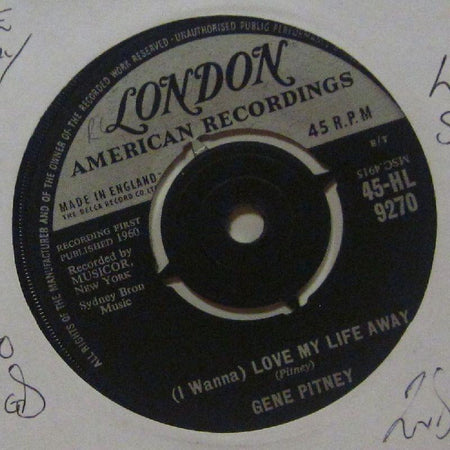 ALL RIGHTS OF THE MANUFACTURER AND OF THE OWNER OF THE RECORDED WORK RESERVED - UNAUTHORISED PUBLIC PERFORMANCE
LONDON
AMERICAN RECORDINGS
45 R.P.M
MADE IN ENGLAND-
THE DECCA RECORD CO.LTD
MSC.4915
45-HL
9270
RECORDING FIRST
PUBLISHED 1960
Recorded by
MUSICOR,
NEW YORK
Sydney Bron
Music
(I Wanna) LOVE MY LIFE AWAY
(Pitney)
GENE PITNEY